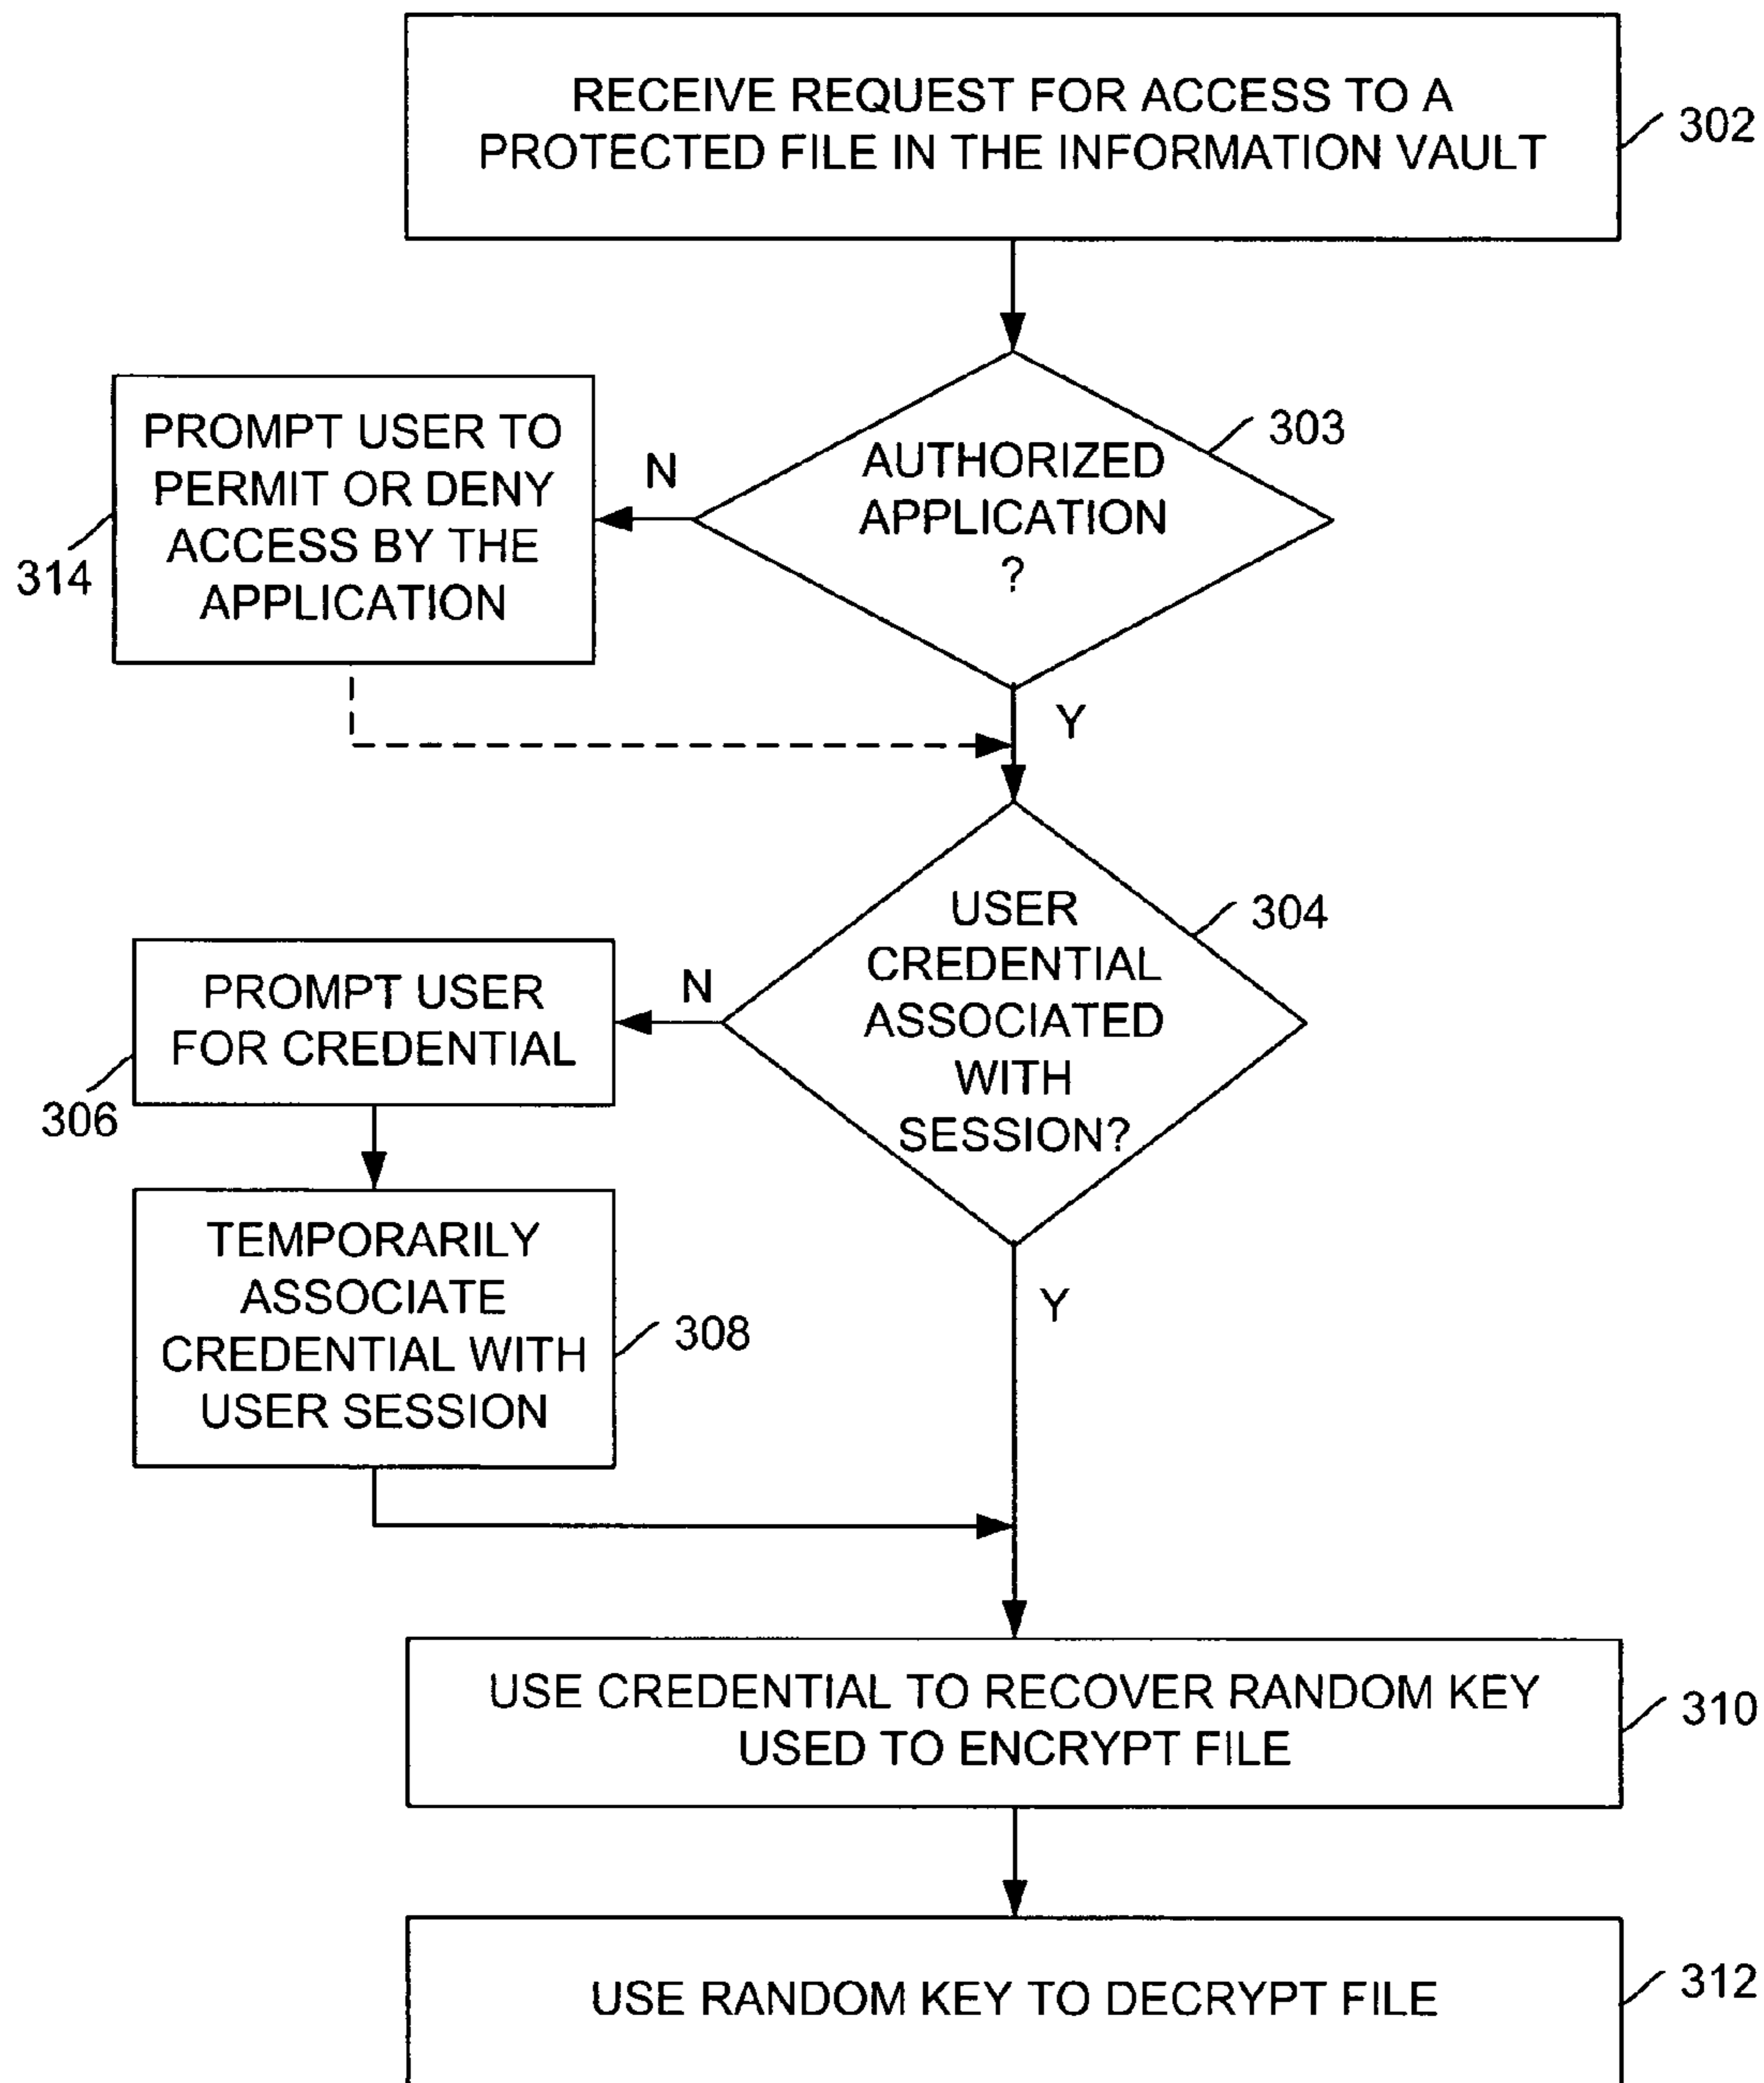 RECEIVE REQUEST FOR ACCESS TO A
PROTECTED FILE IN THE INFORMATION VAULT
302
AUTHORIZED
APPLICATION
?
303
N
PROMPT USER TO
PERMIT OR DENY
ACCESS BY THE
APPLICATION
314
Y
USER
CREDENTIAL
ASSOCIATED
WITH
SESSION?
304
N
PROMPT USER
FOR CREDENTIAL
306
TEMPORARILY
ASSOCIATE
CREDENTIAL WITH
USER SESSION
308
Y
USE CREDENTIAL TO RECOVER RANDOM KEY
USED TO ENCRYPT FILE
310
USE RANDOM KEY TO DECRYPT FILE
312